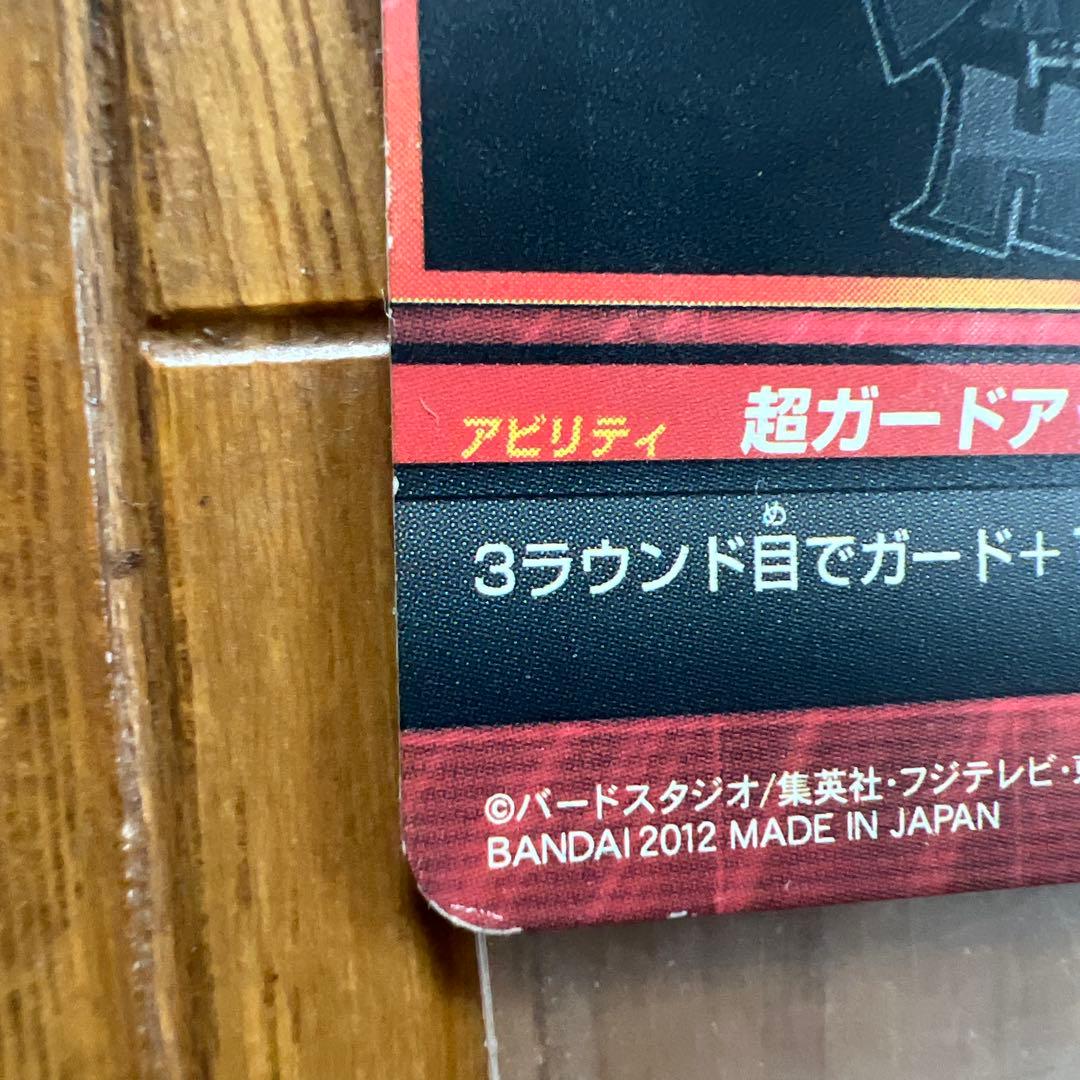 アビリティ 超ガードア
め
3ラウンド目でガード+
©バードスタジオ/集英社・フジテレビ・
BANDAI 2012 MADE IN JAPAN